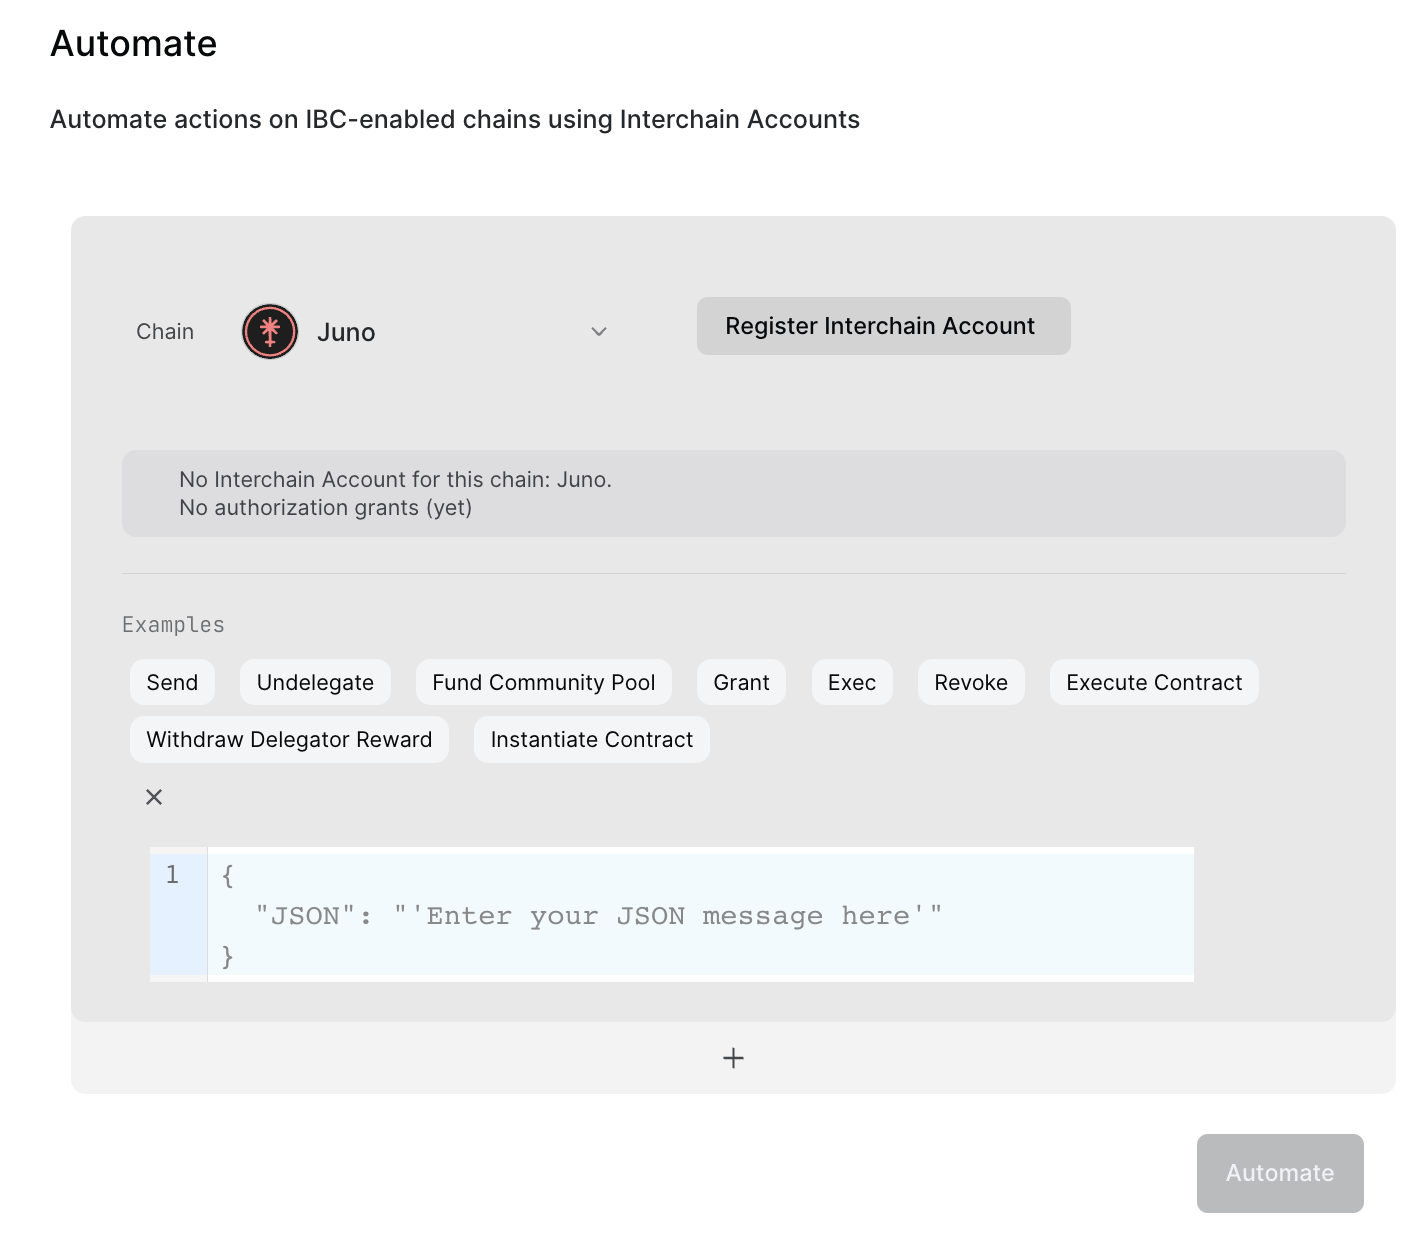 Automate
Automate actions on IBC-enabled chains using Interchain Accounts
Chain Juno Register Interchain Account
No Interchain Account for this chain: Juno.
No authorization grants (yet)
Examples
Send Undelegate Fund Community Pool Grant Exec Revoke Execute Contract
Withdraw Delegator Reward Instantiate Contract
1 {
"JSON": "'Enter your JSON message here'"
}
Automate